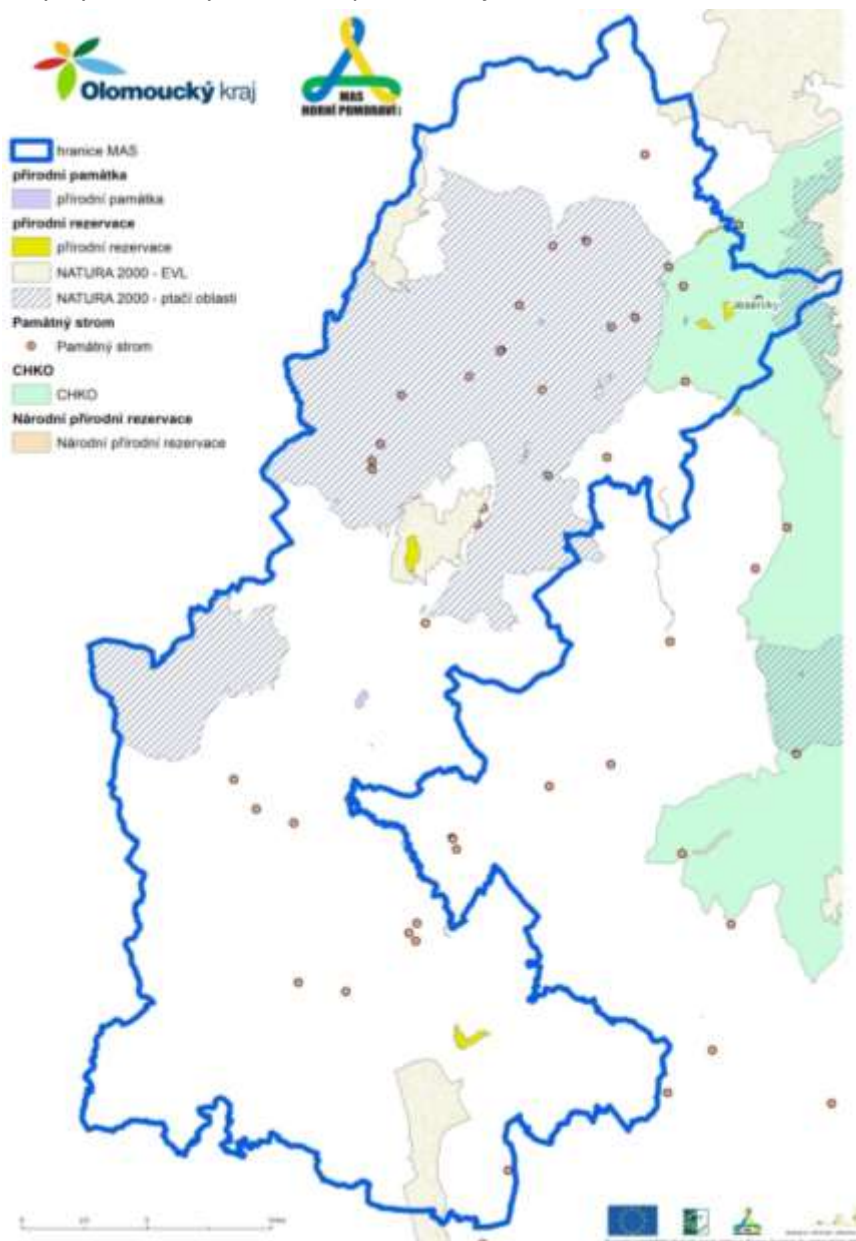 Olomoucký kraj
MAS
HORNÍ POMORAVÍ
hranice MAS
přírodní památka
přírodní památka
přírodní rezervace
přírodní rezervace
NATURA 2000 - EVL
NATURA 2000 - ptačí oblasti
Památný strom
Památný strom
CHKO
CHKO
Národní přírodní rezervace
Národní přírodní rezervace
Jeseníky